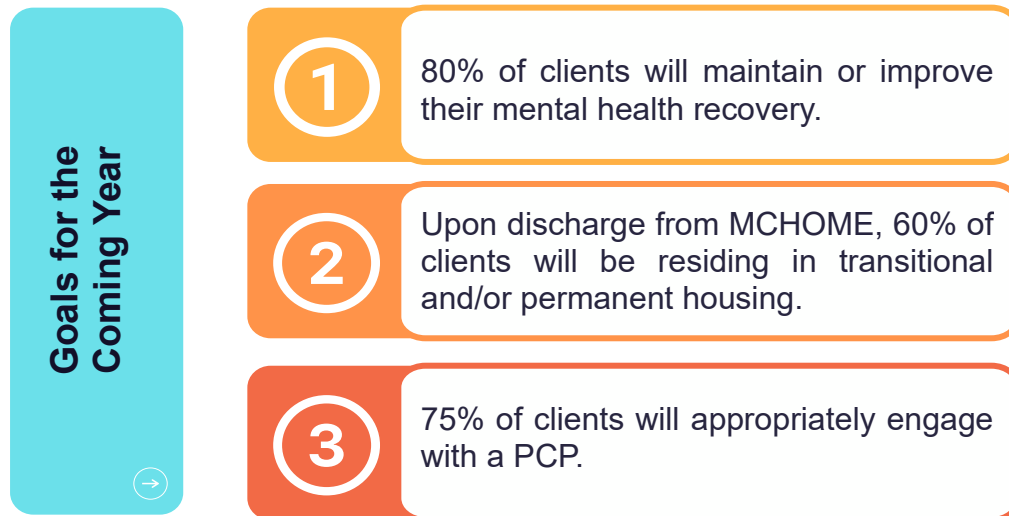 Goals for the
Coming Year
1
80% of clients will maintain or improve
their mental health recovery.
2
Upon discharge from MCHOME, 60% of
clients will be residing in transitional
and/or permanent housing.
3
75% of clients will appropriately engage
with a PCP.